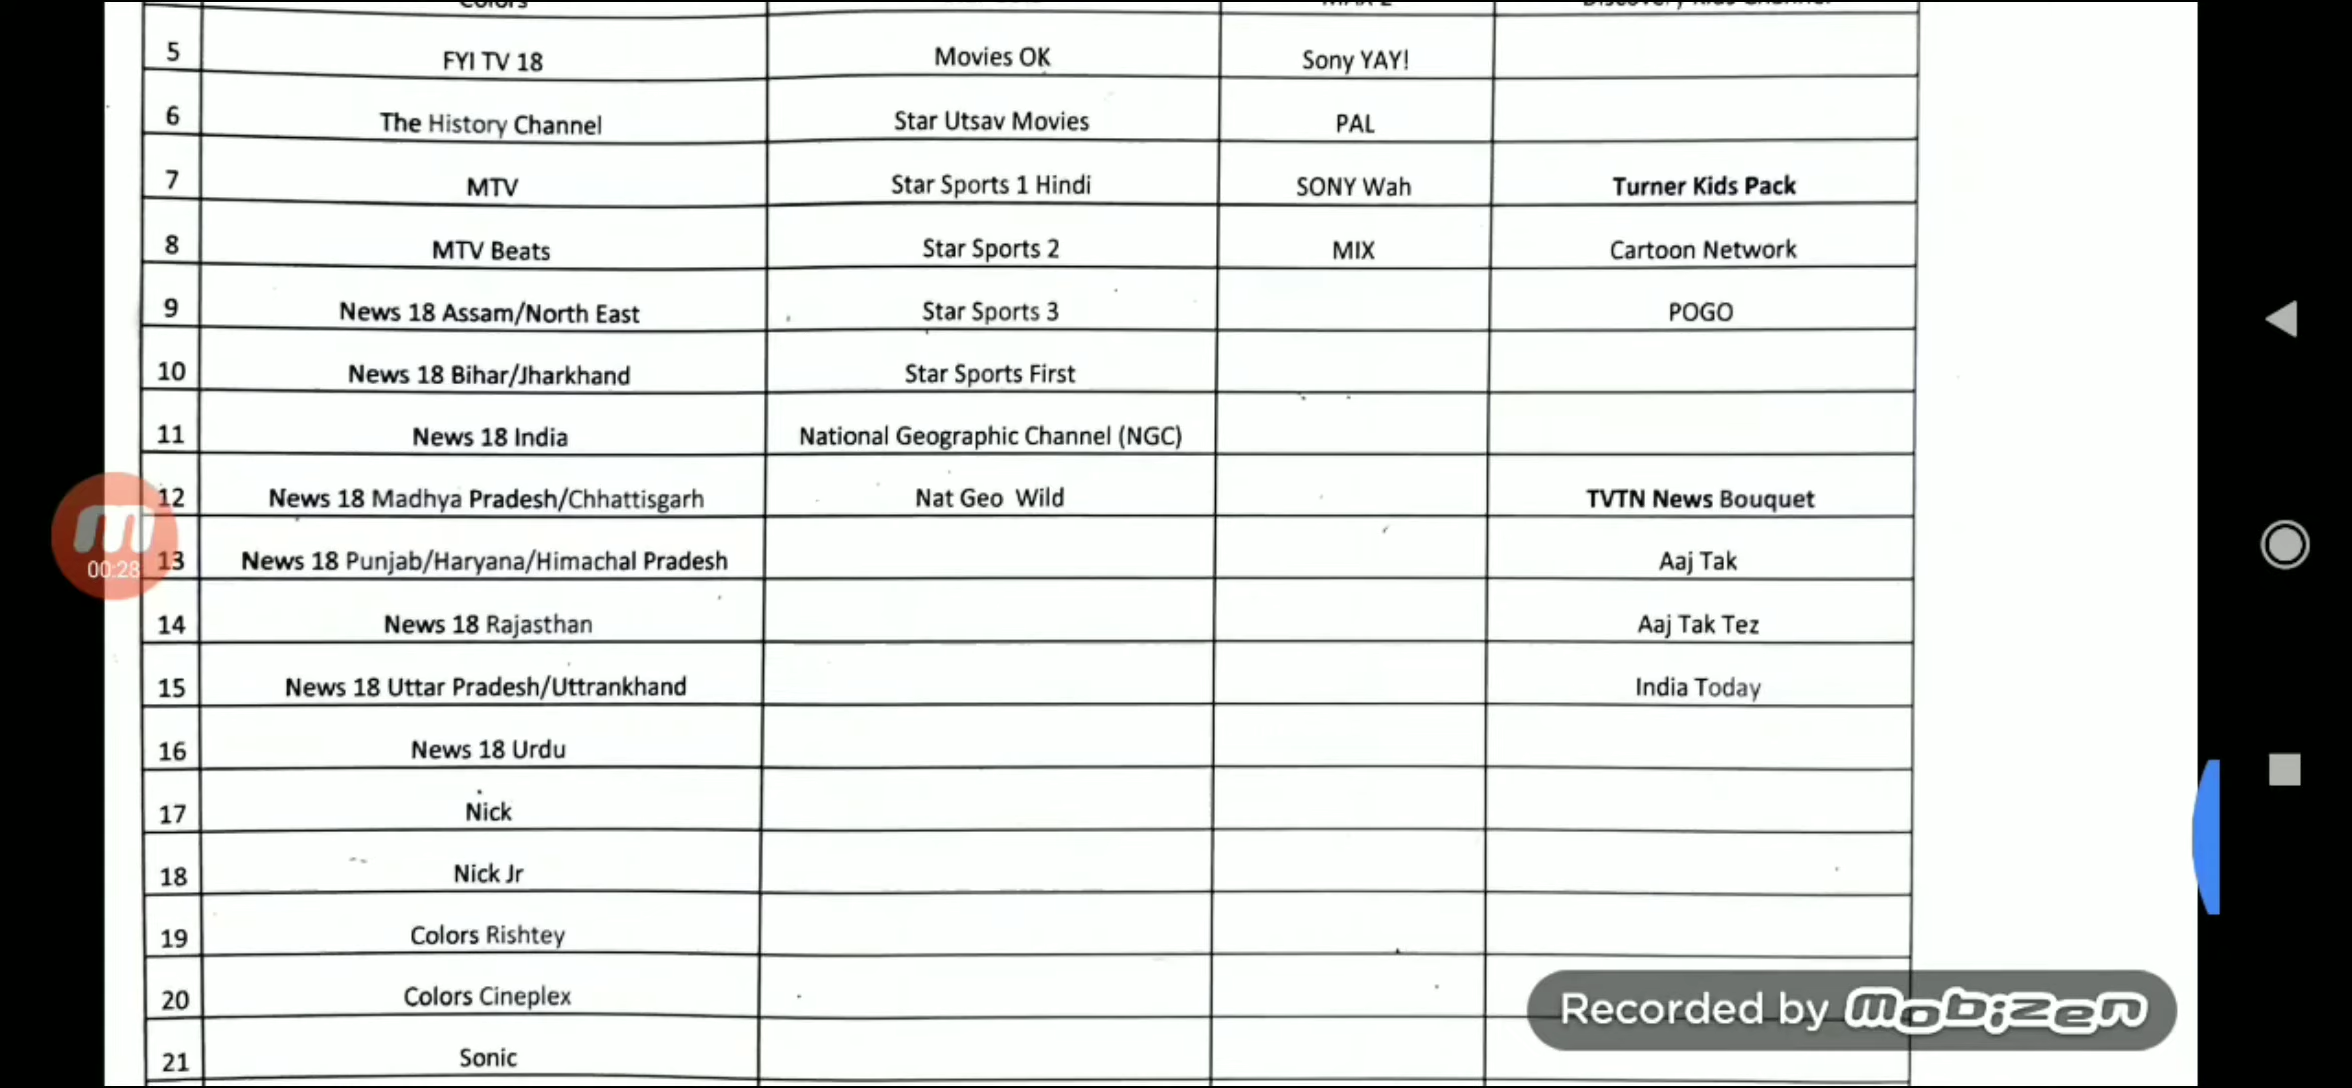 Colors MAX 2 Discovery Kids Channel
5 FYI TV 18 Movies OK Sony YAY!
6 The History Channel Star Utsav Movies PAL
7 MTV Star Sports 1 Hindi SONY Wah Turner Kids Pack
8 MTV Beats Star Sports 2 MIX Cartoon Network
9 News 18 Assam/North East Star Sports 3 POGO
10 News 18 Bihar/Jharkhand Star Sports First
11 News 18 India National Geographic Channel (NGC)
12 News 18 Madhya Pradesh/Chhattisgarh Nat Geo Wild TVTN News Bouquet
00:28
13 News 18 Punjab/Haryana/Himachal Pradesh Aaj Tak
14 News 18 Rajasthan Aaj Tak Tez
15 News 18 Uttar Pradesh/Uttrankhand India Today
16 News 18 Urdu
17 Nick
18 Nick Jr
19 Colors Rishtey
20 Colors Cineplex
Recorded by mobizen
21 Sonic